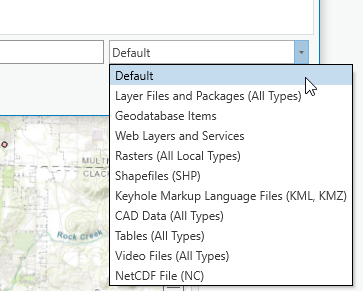 Default
Default
Layer Files and Packages (All Types)
Geodatabase Items
Web Layers and Services
Rasters (All Local Types)
Shapefiles (SHP)
Keyhole Markup Language Files (KML, KMZ)
CAD Data (All Types)
Tables (All Types)
Video Files (All Types)
NetCDF File (NC)
MULT
CLAC
Rock Creek